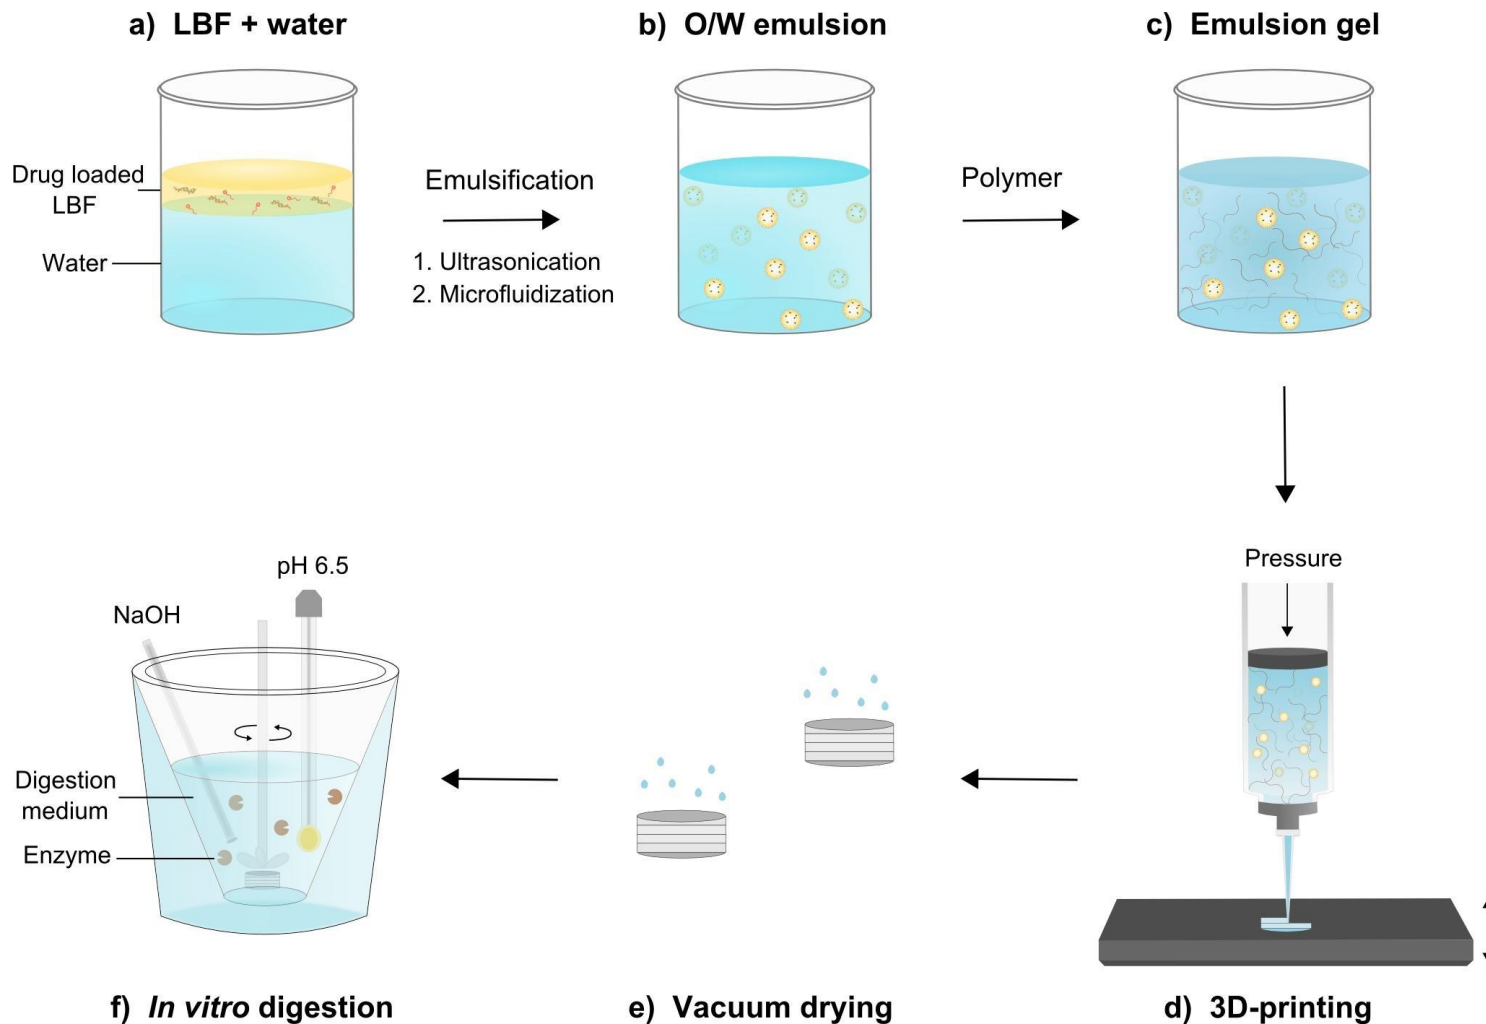 a) LBF + water
Drug loaded
LBF
Water
Emulsification
1. Ultrasonication
2. Microfluidization
b) O/W emulsion
Polymer
c) Emulsion gel
Pressure
d) 3D-printing
e) Vacuum drying
pH 6.5
NaOH
Digestion
medium
Enzyme
f) In vitro digestion